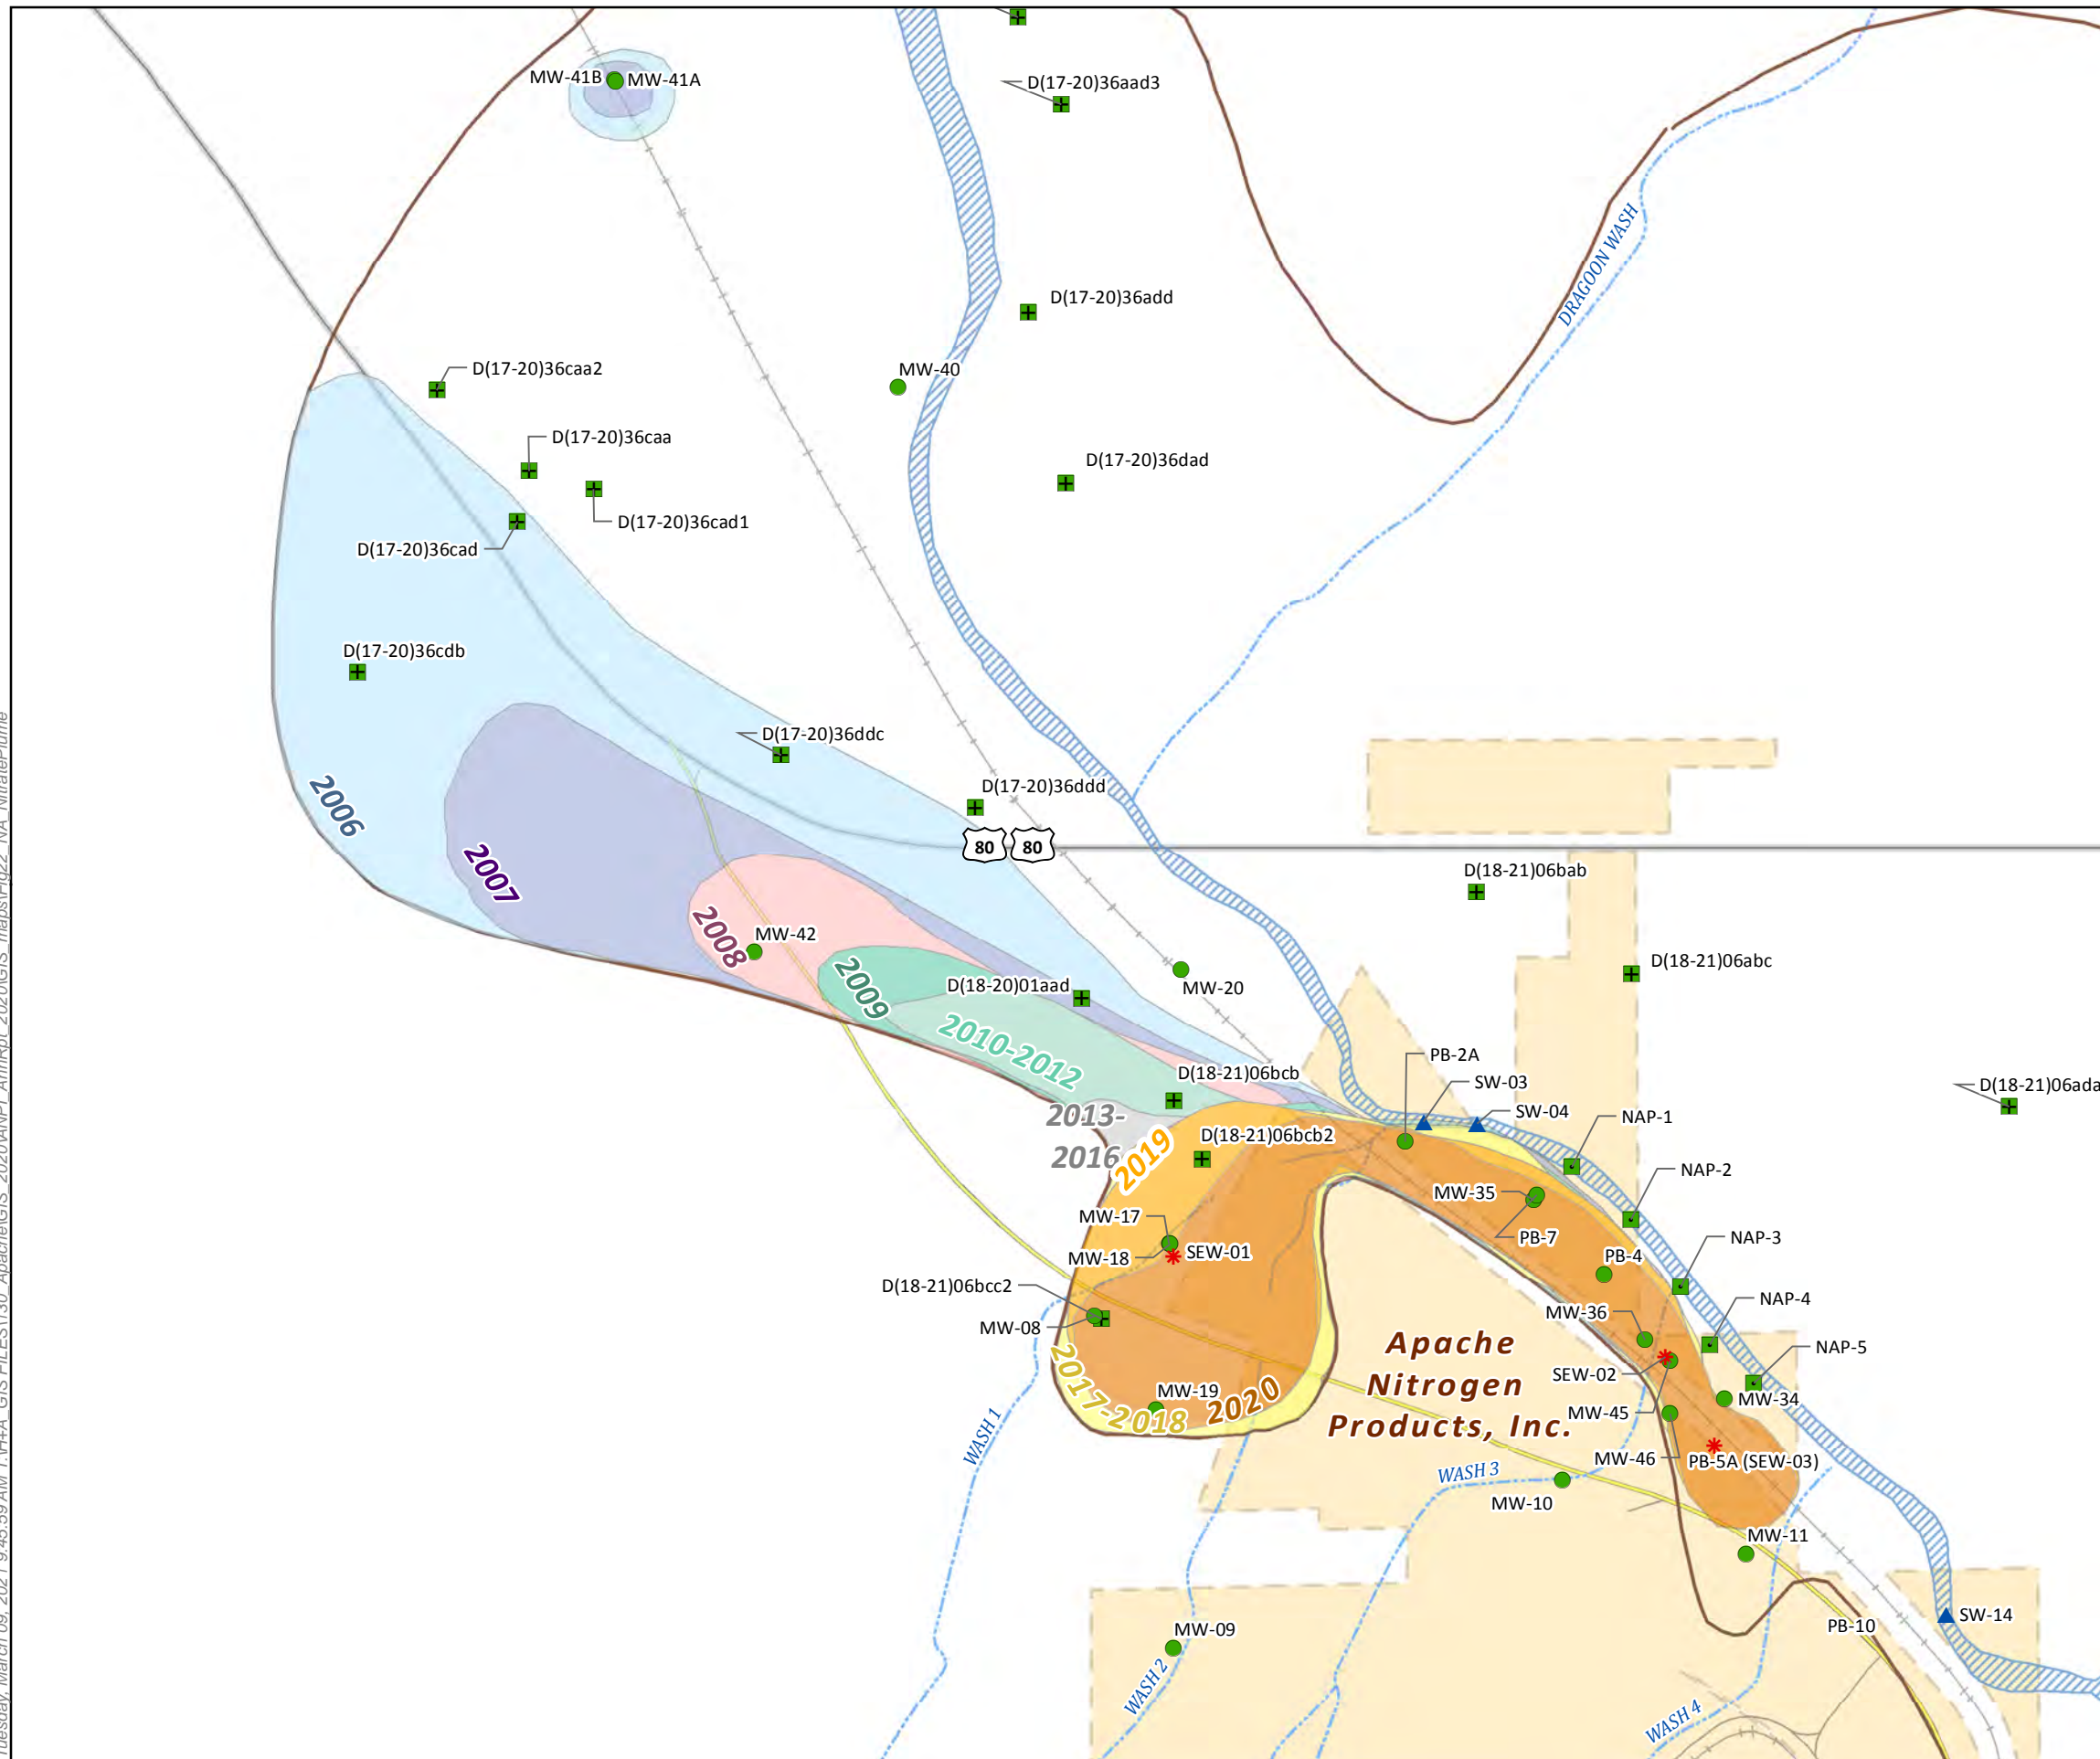 MW-41B
MW-41A
D(17-20)36aad3
D(17-20)36add
DRAGOON WASH
MW-40
D(17-20)36caa2
D(17-20)36caa
D(17-20)36dad
D(17-20)36cad1
D(17-20)36cad
D(17-20)36cdb
D(17-20)36ddc
D(17-20)36ddd
2006
80
80
2007
D(18-21)06bab
2008
MW-42
D(18-21)06abc
2009
D(18-20)01aad
MW-20
2010-2012
PB-2A
D(18-21)06bcb
SW-03
D(18-21)06ada
2013-
2016
SW-04
NAP-1
2019
D(18-21)06bcb2
NAP-2
MW-35
MW-17
PB-7
NAP-3
MW-18
SEW-01
PB-4
D(18-21)06bcc2
NAP-4
MW-36
MW-08
Apache
Nitrogen
Products, Inc.
NAP-5
SEW-02
2017-2018
MW-19
2020
MW-34
MW-45
WASH 1
MW-46
PB-5A (SEW-03)
WASH 3
MW-10
MW-11
SW-14
PB-10
MW-09
WASH 2
WASH 4